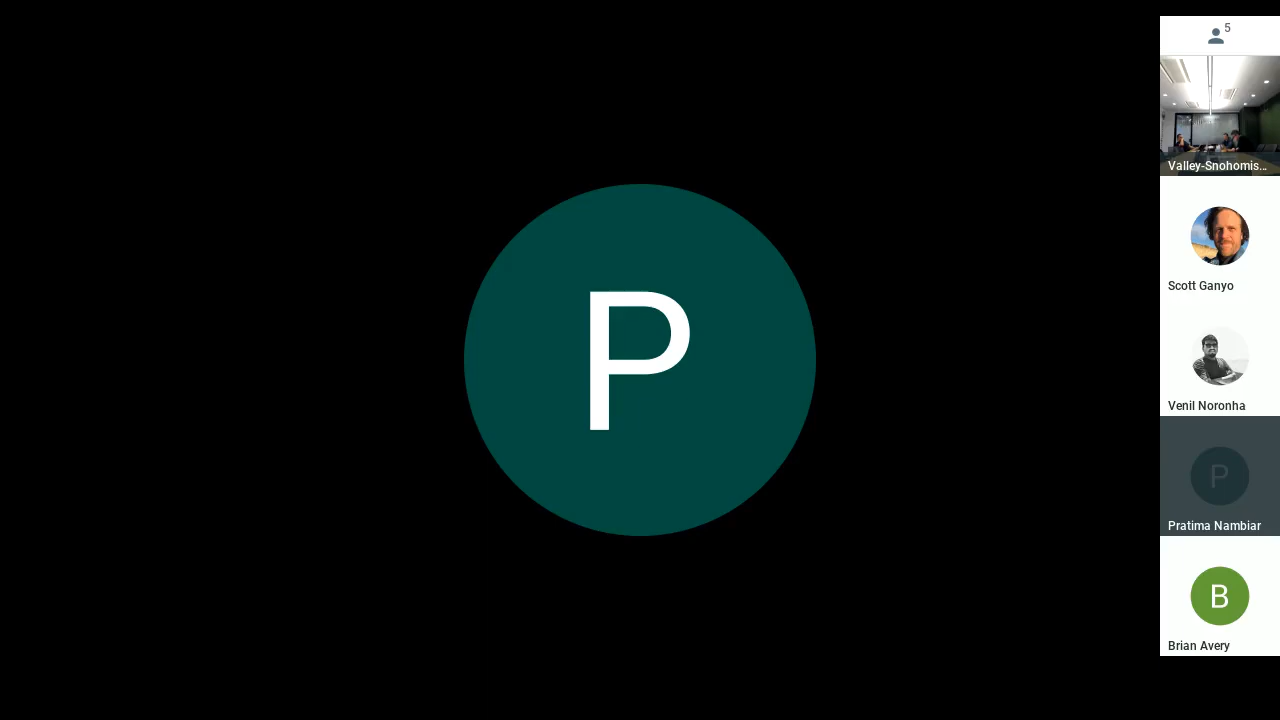 P
5
Valley-Snohomis...
Scott Ganyo
Venil Noronha
P
Pratima Nambiar
B
Brian Avery